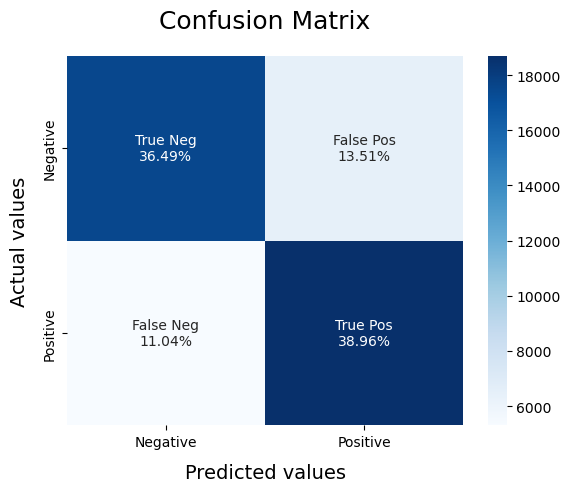 Confusion Matrix
Actual values
Negative
Positive
True Neg
36.49%
False Pos
13.51%
False Neg
11.04%
True Pos
38.96%
Negative
Positive
Predicted values
18000
16000
14000
12000
10000
8000
6000